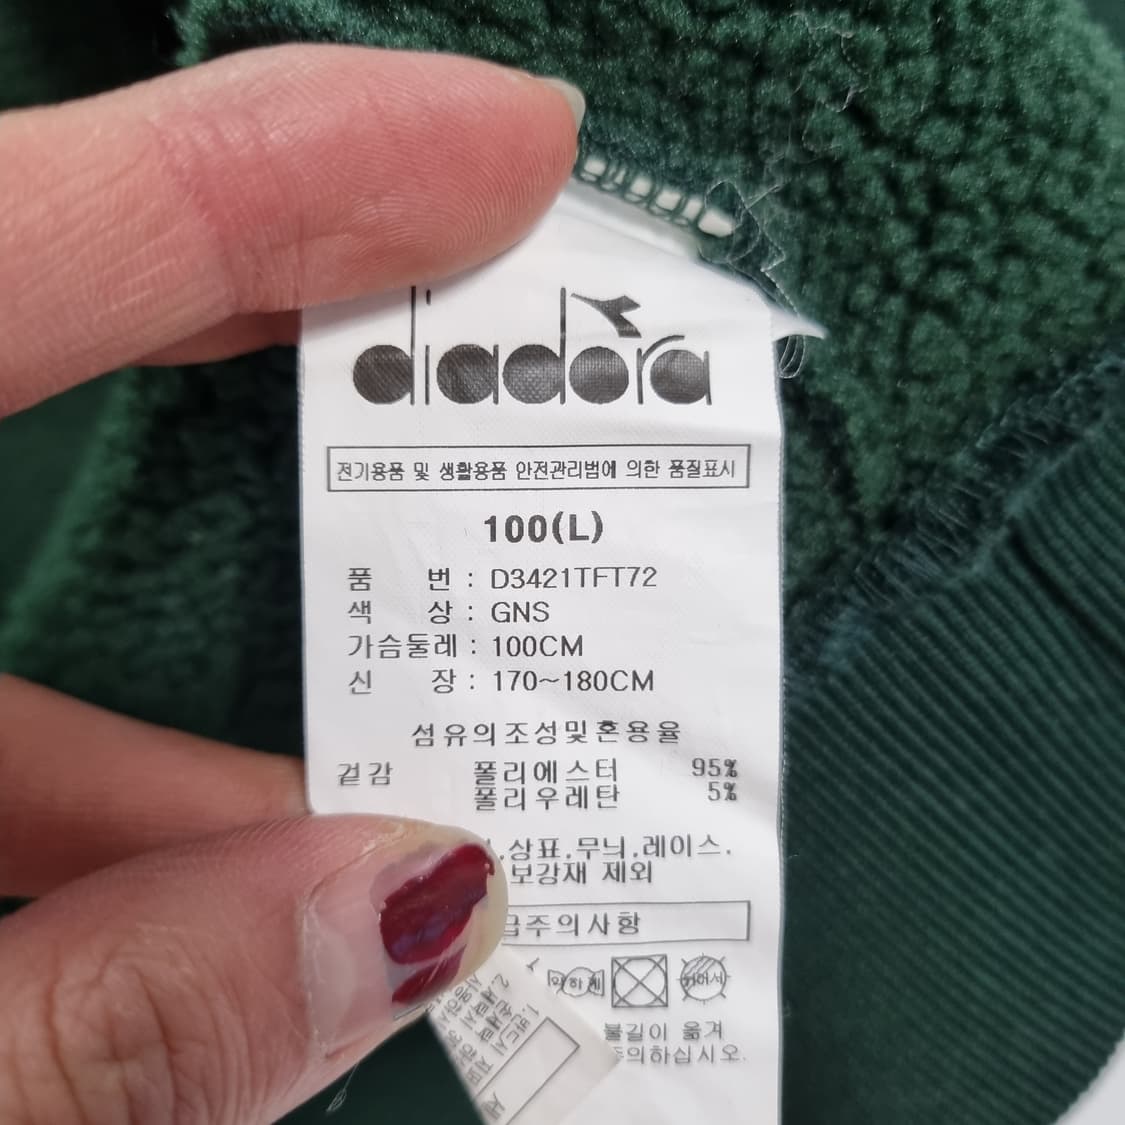 diadora
전기용품 및 생활용품 안전관리법에 의한 품질표시
100(L)
품 번 : D3421TFT72
색 상 : GNS
가슴둘레 : 100CM
신 장 : 170~180CM
섬유의조성및혼용율
겉감 폴리에스터 95%
폴리우레탄 5%
.상표.무늬.레이스.
보강재 제외
급주의사항
약하게
불길이 옮겨
주의하십시오.